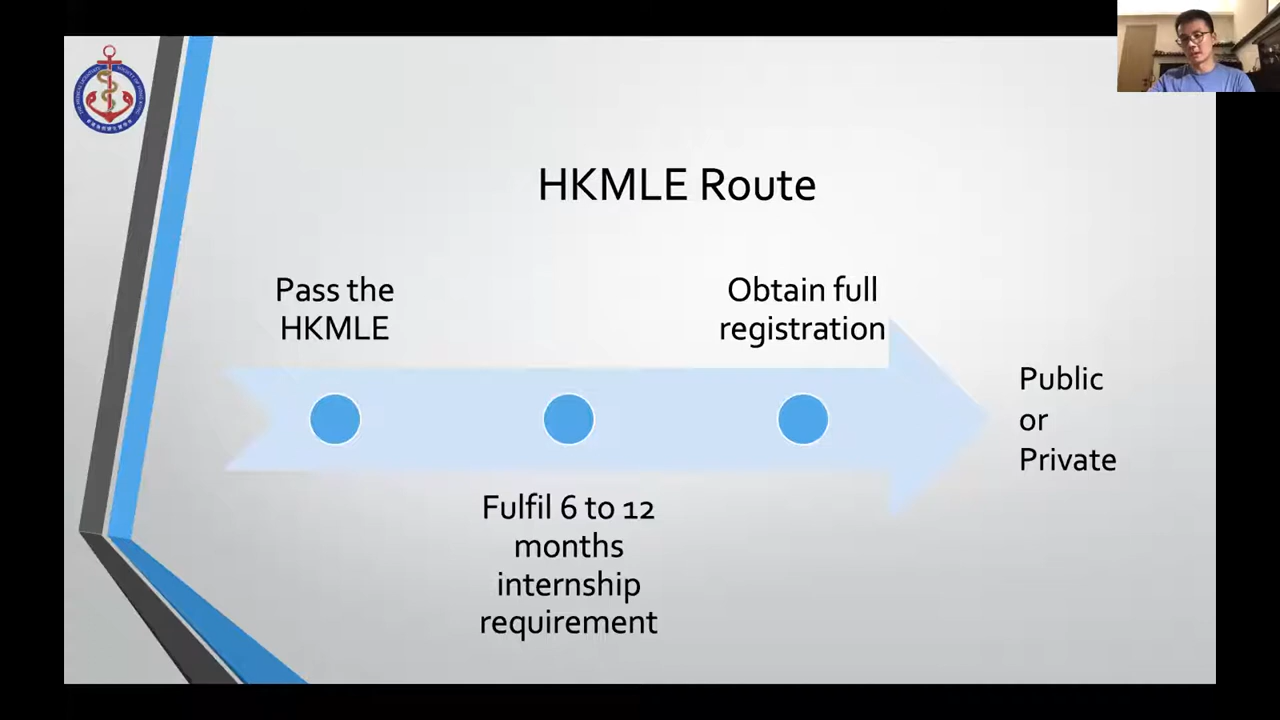 HKMLE Route
Pass the
HKMLE
Obtain full
registration
Fulfil 6 to 12
months
internship
requirement
Public
or
Private